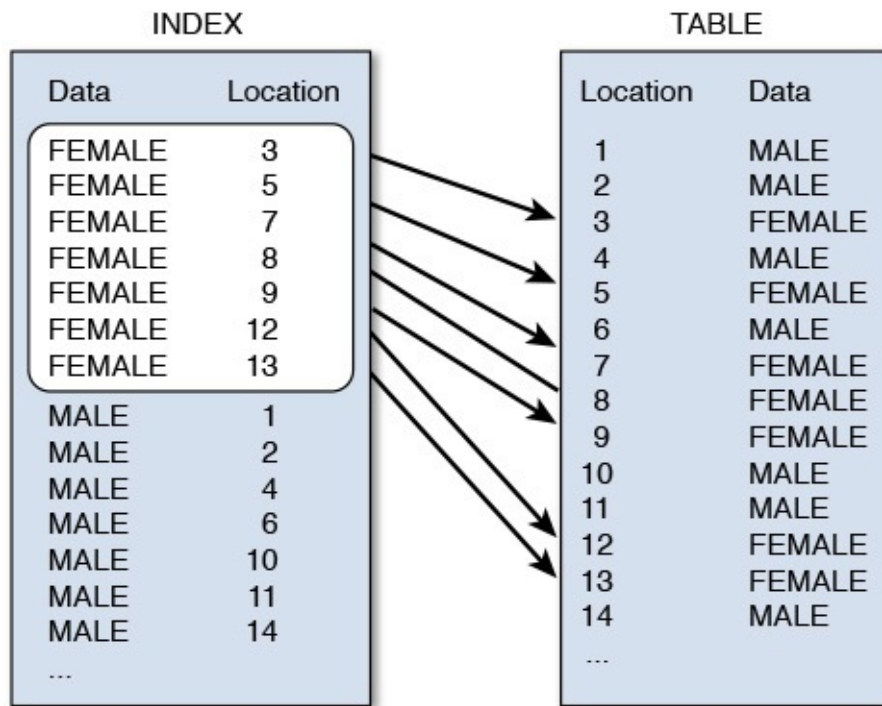 INDEX
Data Location
FEMALE 3
FEMALE 5
FEMALE 7
FEMALE 8
FEMALE 9
FEMALE 12
FEMALE 13
MALE 1
MALE 2
MALE 4
MALE 6
MALE 10
MALE 11
MALE 14
...
TABLE
Location Data
1 MALE
2 MALE
3 FEMALE
4 MALE
5 FEMALE
6 MALE
7 FEMALE
8 FEMALE
9 FEMALE
10 MALE
11 MALE
12 FEMALE
13 FEMALE
14 MALE
...